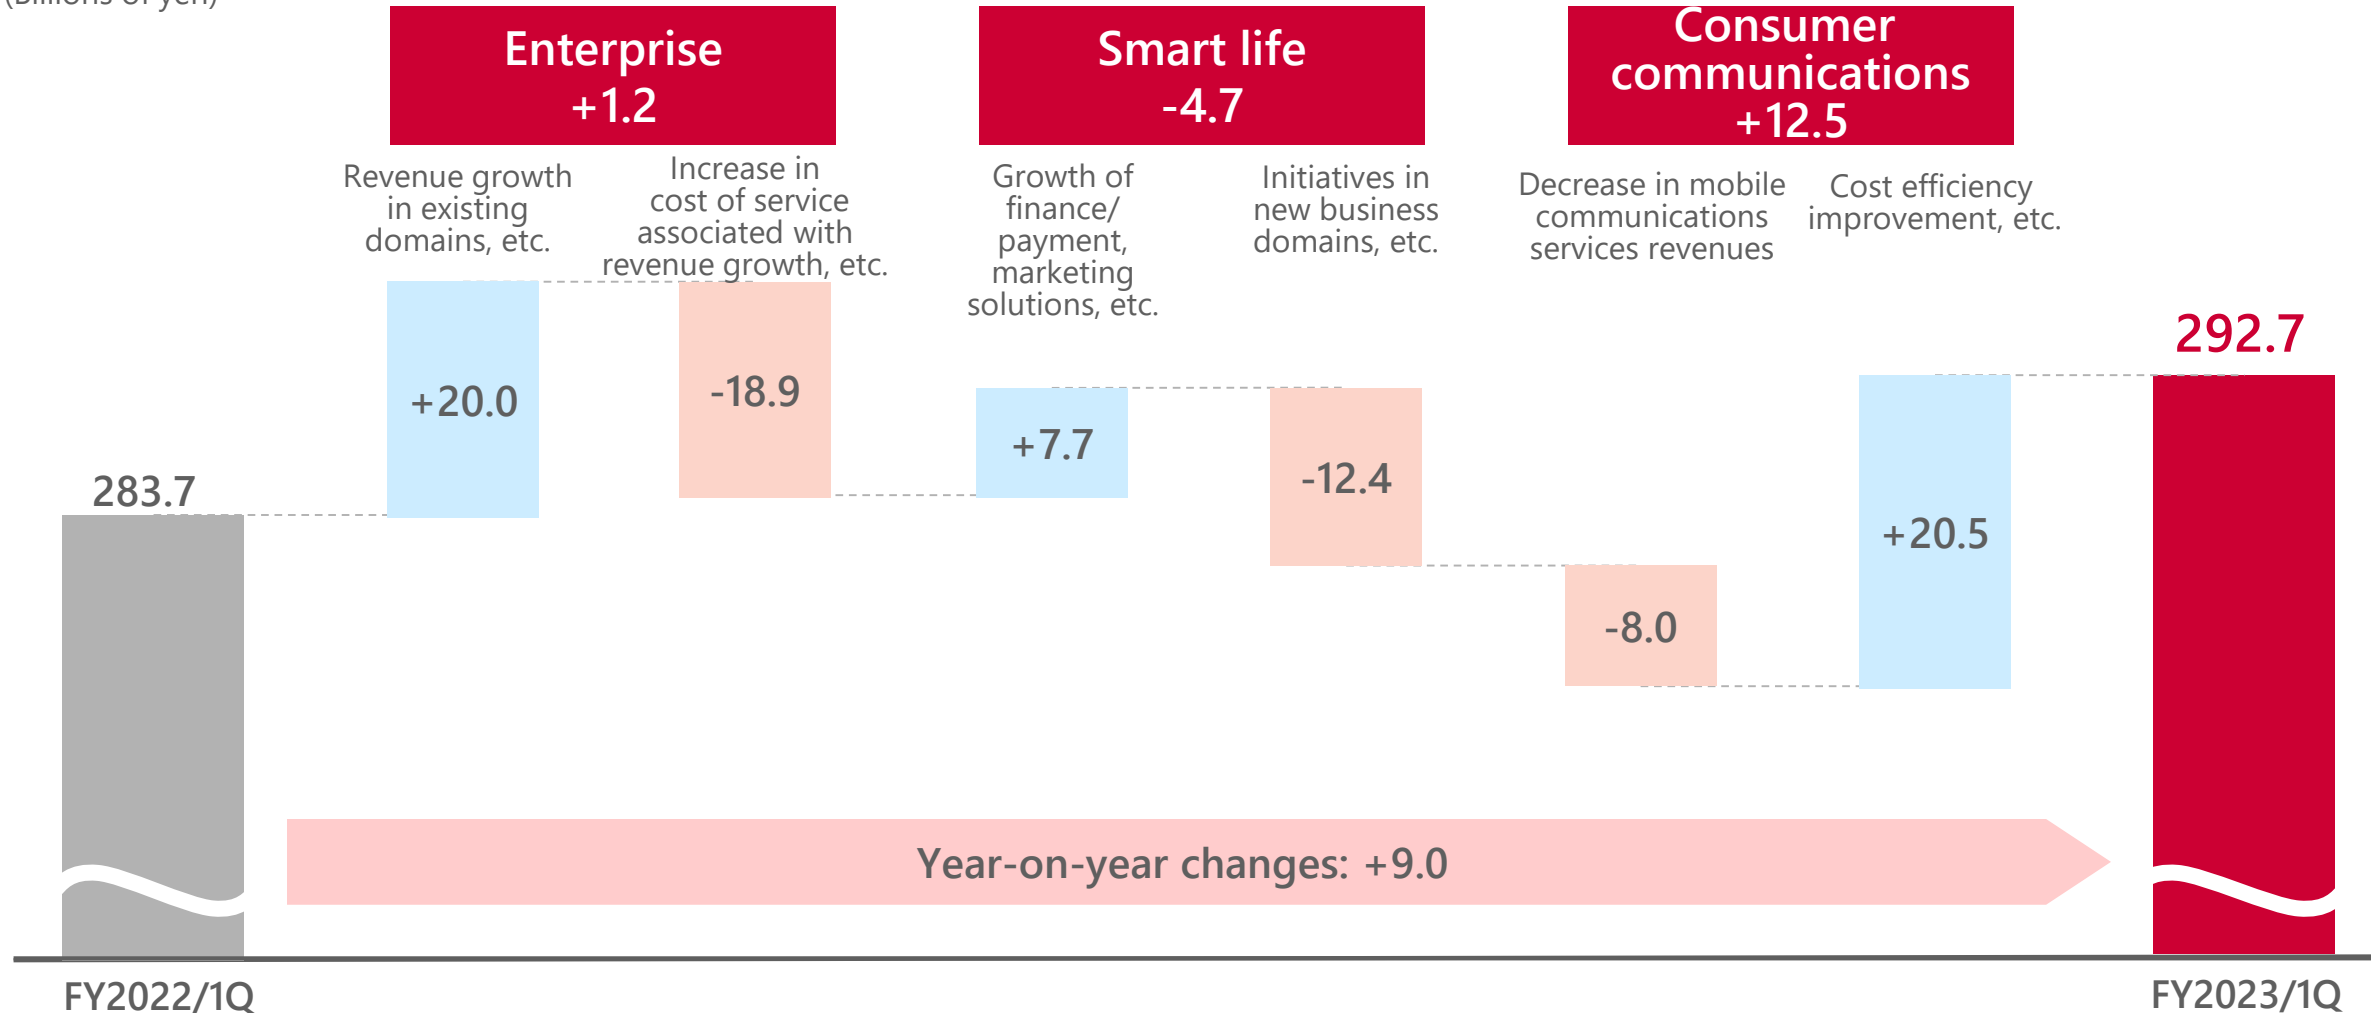 (Billions of yen)
Enterprise
+1.2
Smart life
-4.7
Consumer
communications
+12.5
Revenue growth
in existing
domains, etc.
Increase in
cost of service
associated with
revenue growth, etc.
Growth of
finance/
payment,
marketing
solutions, etc.
Initiatives in
new business
domains, etc.
Decrease in mobile
communications
services revenues
Cost efficiency
improvement, etc.
283.7
+20.0
-18.9
+7.7
-12.4
-8.0
+20.5
292.7
Year-on-year changes: +9.0
FY2022/1Q
FY2023/1Q